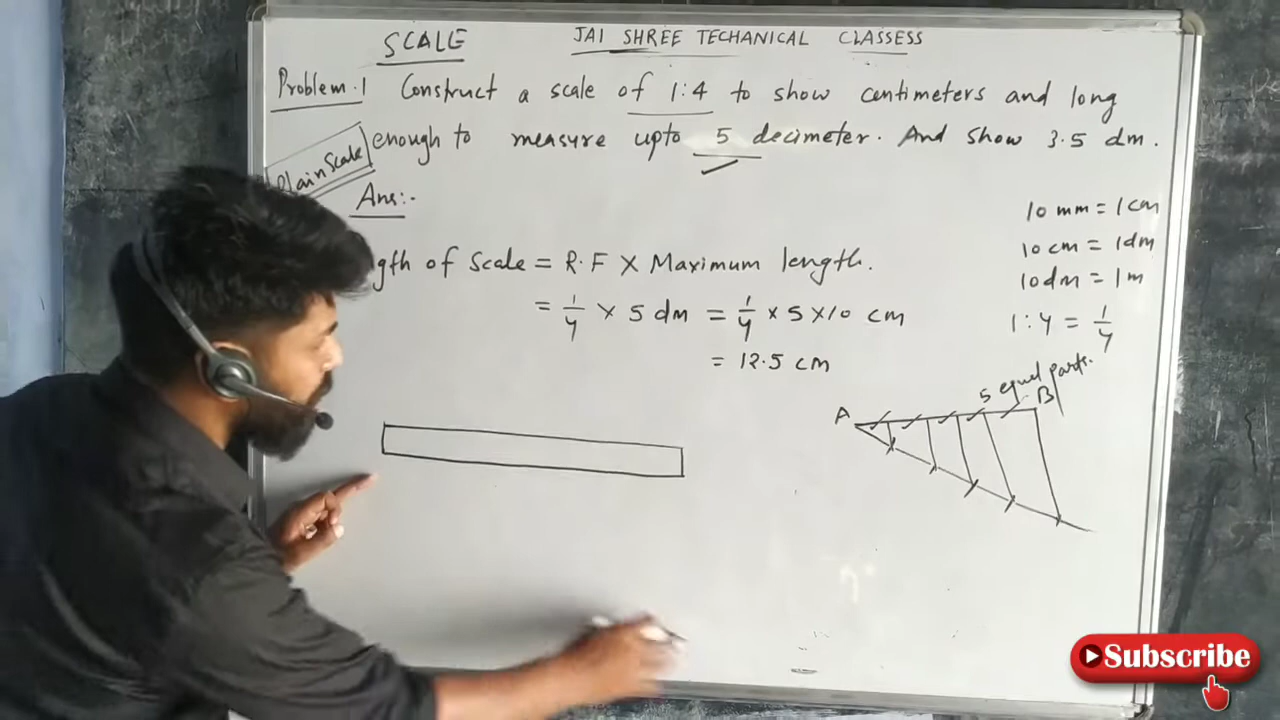 SCALE
JAI SHREE TECHANICAL CLASSESS
Problem.1 Construct a scale of 1:4 to show centimeters and long
enough to measure upto 5 decimeter. And show 3.5 dm.
Plain Scale
Ans:-
10 mm = 1 cm
10 cm = 1 dm
10 dm = 1 m
1:4 = 1/4
gth of Scale = R.F X Maximum length.
= 1/4 × 5 dm = 1/4 × 5 × 10 cm
= 12.5 cm
5 equal parts.
A B
Subscribe